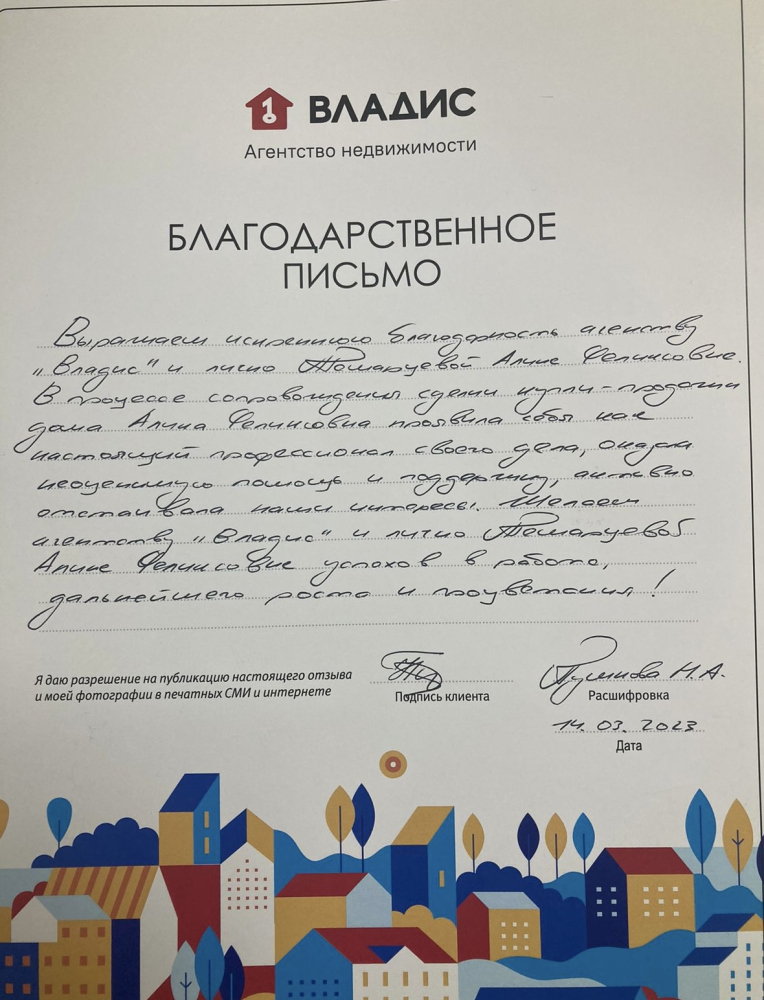 ВЛАДИС
Агентство недвижимости
БЛАГОДАРСТВЕННОЕ
ПИСЬМО
Выражаем искреннюю благодарность агенству
"Владис" и лично Алине Феликсовне.
В процессе сопровождения сделки купли-продажи
дома Алина Феликсовна проявила себя как
настоящий профессионал своего дела, оказала
неоценимую помощь и поддержку, активно
отстаивала наши интересы. Желаем
агентству "Владис" и лично
Алине Феликсовне успехов в работе,
дальнейшего роста и процветания!
Я даю разрешение на публикацию настоящего отзыва
и моей фотографии в печатных СМИ и интернете
Подпись клиента
Н.А.
Расшифровка
14.03.2023
Дата